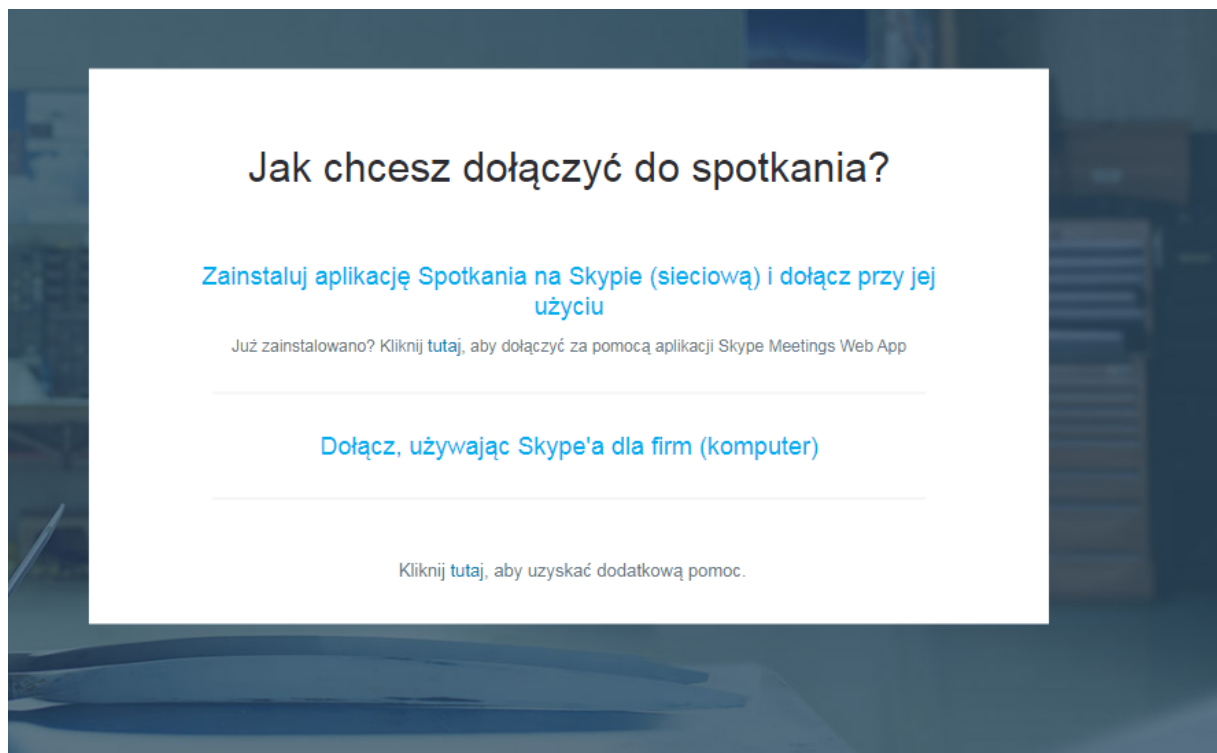 Jak chcesz dołączyć do spotkania?
Zainstaluj aplikację Spotkania na Skypie (sieciową) i dołącz przy jej
użyciu
Już zainstalowano? Kliknij tutaj, aby dołączyć za pomocą aplikacji Skype Meetings Web App
Dołącz, używając Skype'a dla firm (komputer)
Kliknij tutaj, aby uzyskać dodatkową pomoc.